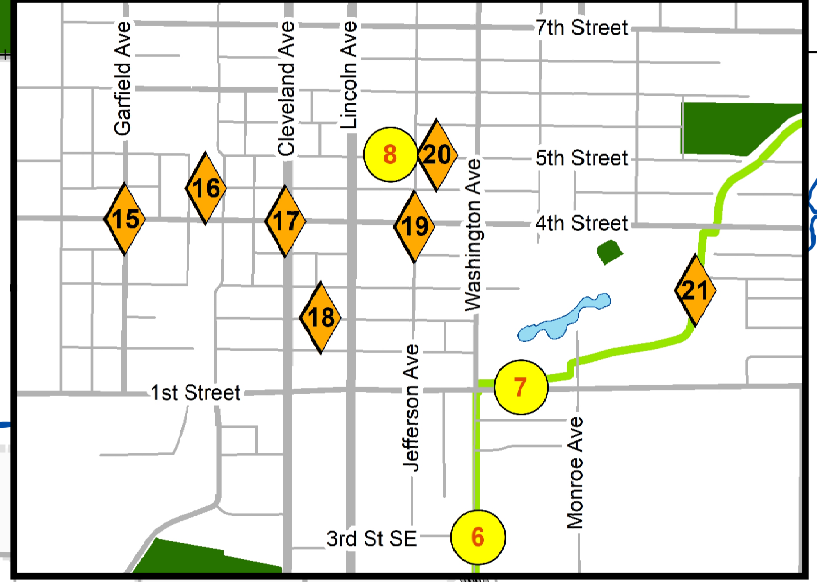 7th Street
Garfield Ave
Cleveland Ave
Lincoln Ave
8
20
5th Street
16
15
17
19
4th Street
Washington Ave
21
18
1st Street
7
Jefferson Ave
Monroe Ave
3rd St SE
6